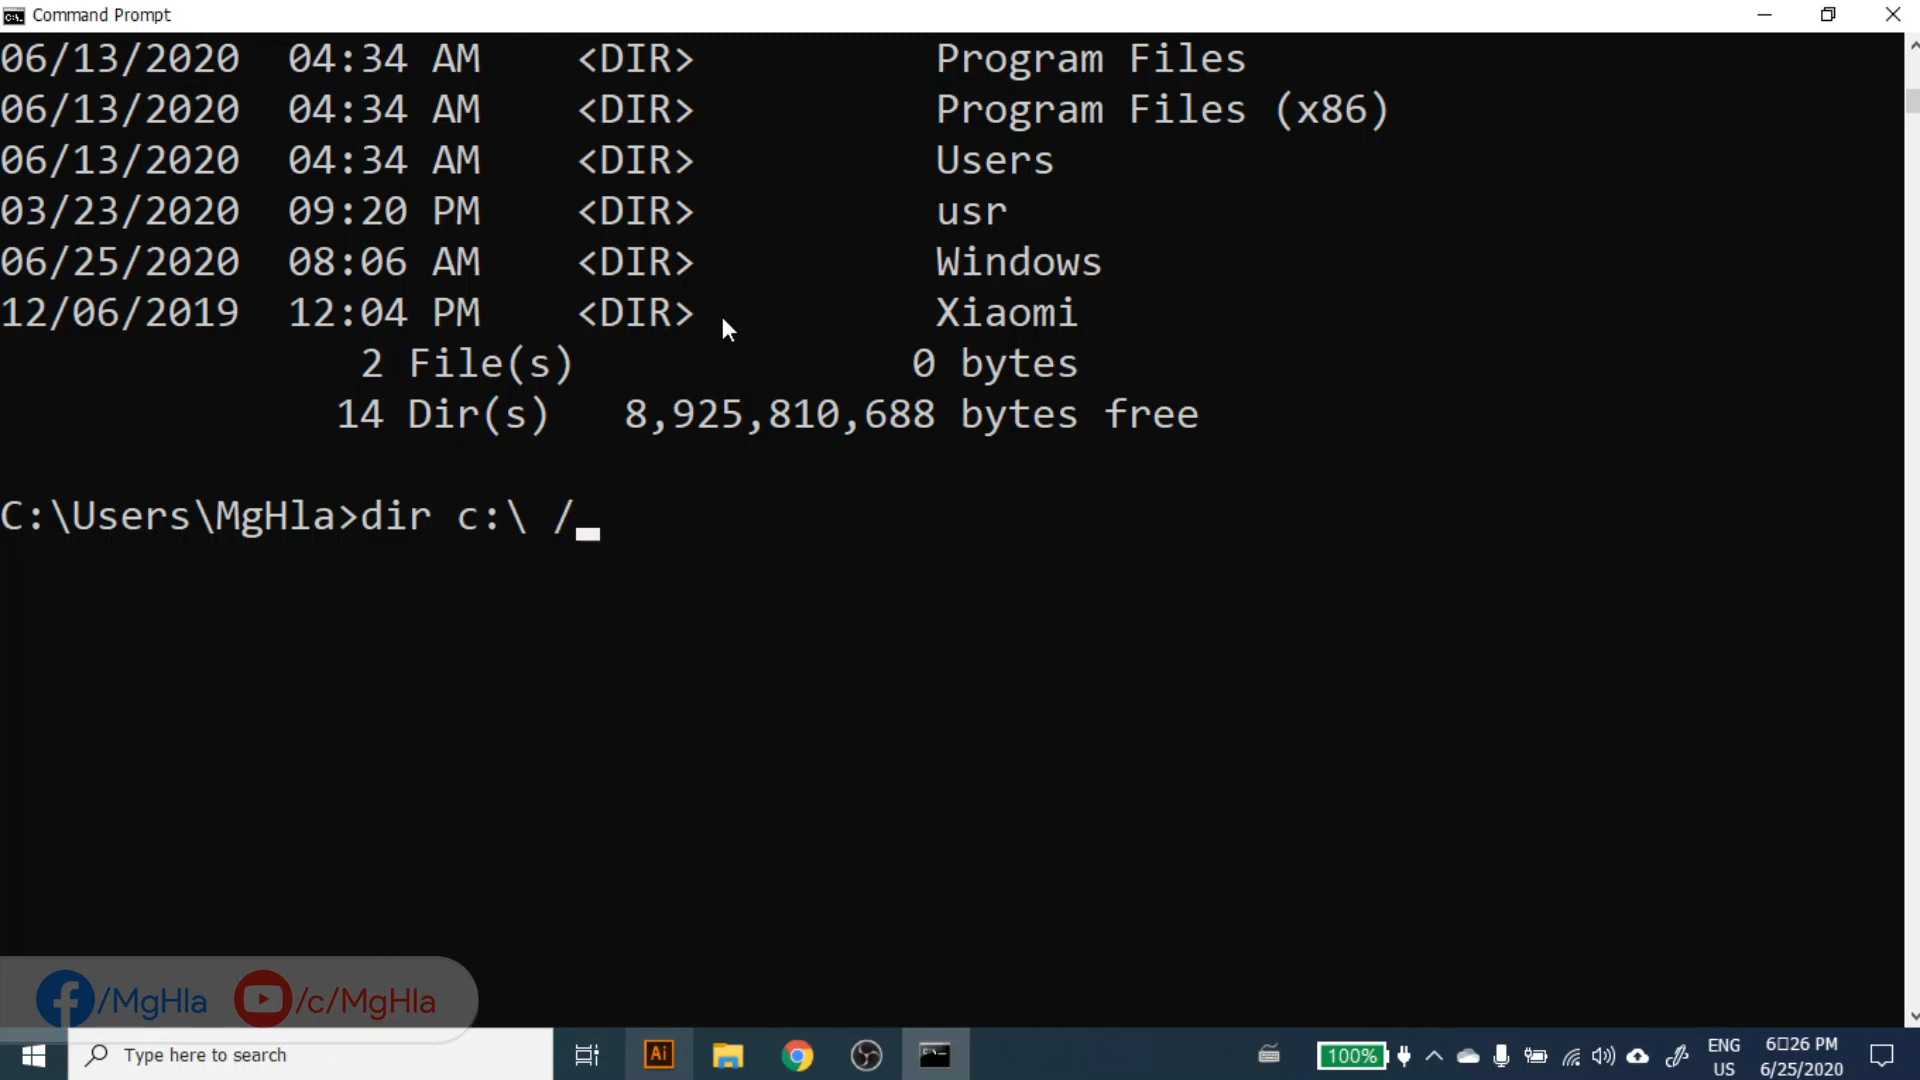 Command Prompt
06/13/2020 04:34 AM <DIR> Program Files
06/13/2020 04:34 AM <DIR> Program Files (x86)
06/13/2020 04:34 AM <DIR> Users
03/23/2020 09:20 PM <DIR> usr
06/25/2020 08:06 AM <DIR> Windows
12/06/2019 12:04 PM <DIR> Xiaomi
2 File(s) 0 bytes
14 Dir(s) 8,925,810,688 bytes free
C:\Users\MgHla>dir c:\ /
/MgHla /c/MgHla
Type here to search
Ai
100%
ENG
US
6□26 PM
6/25/2020